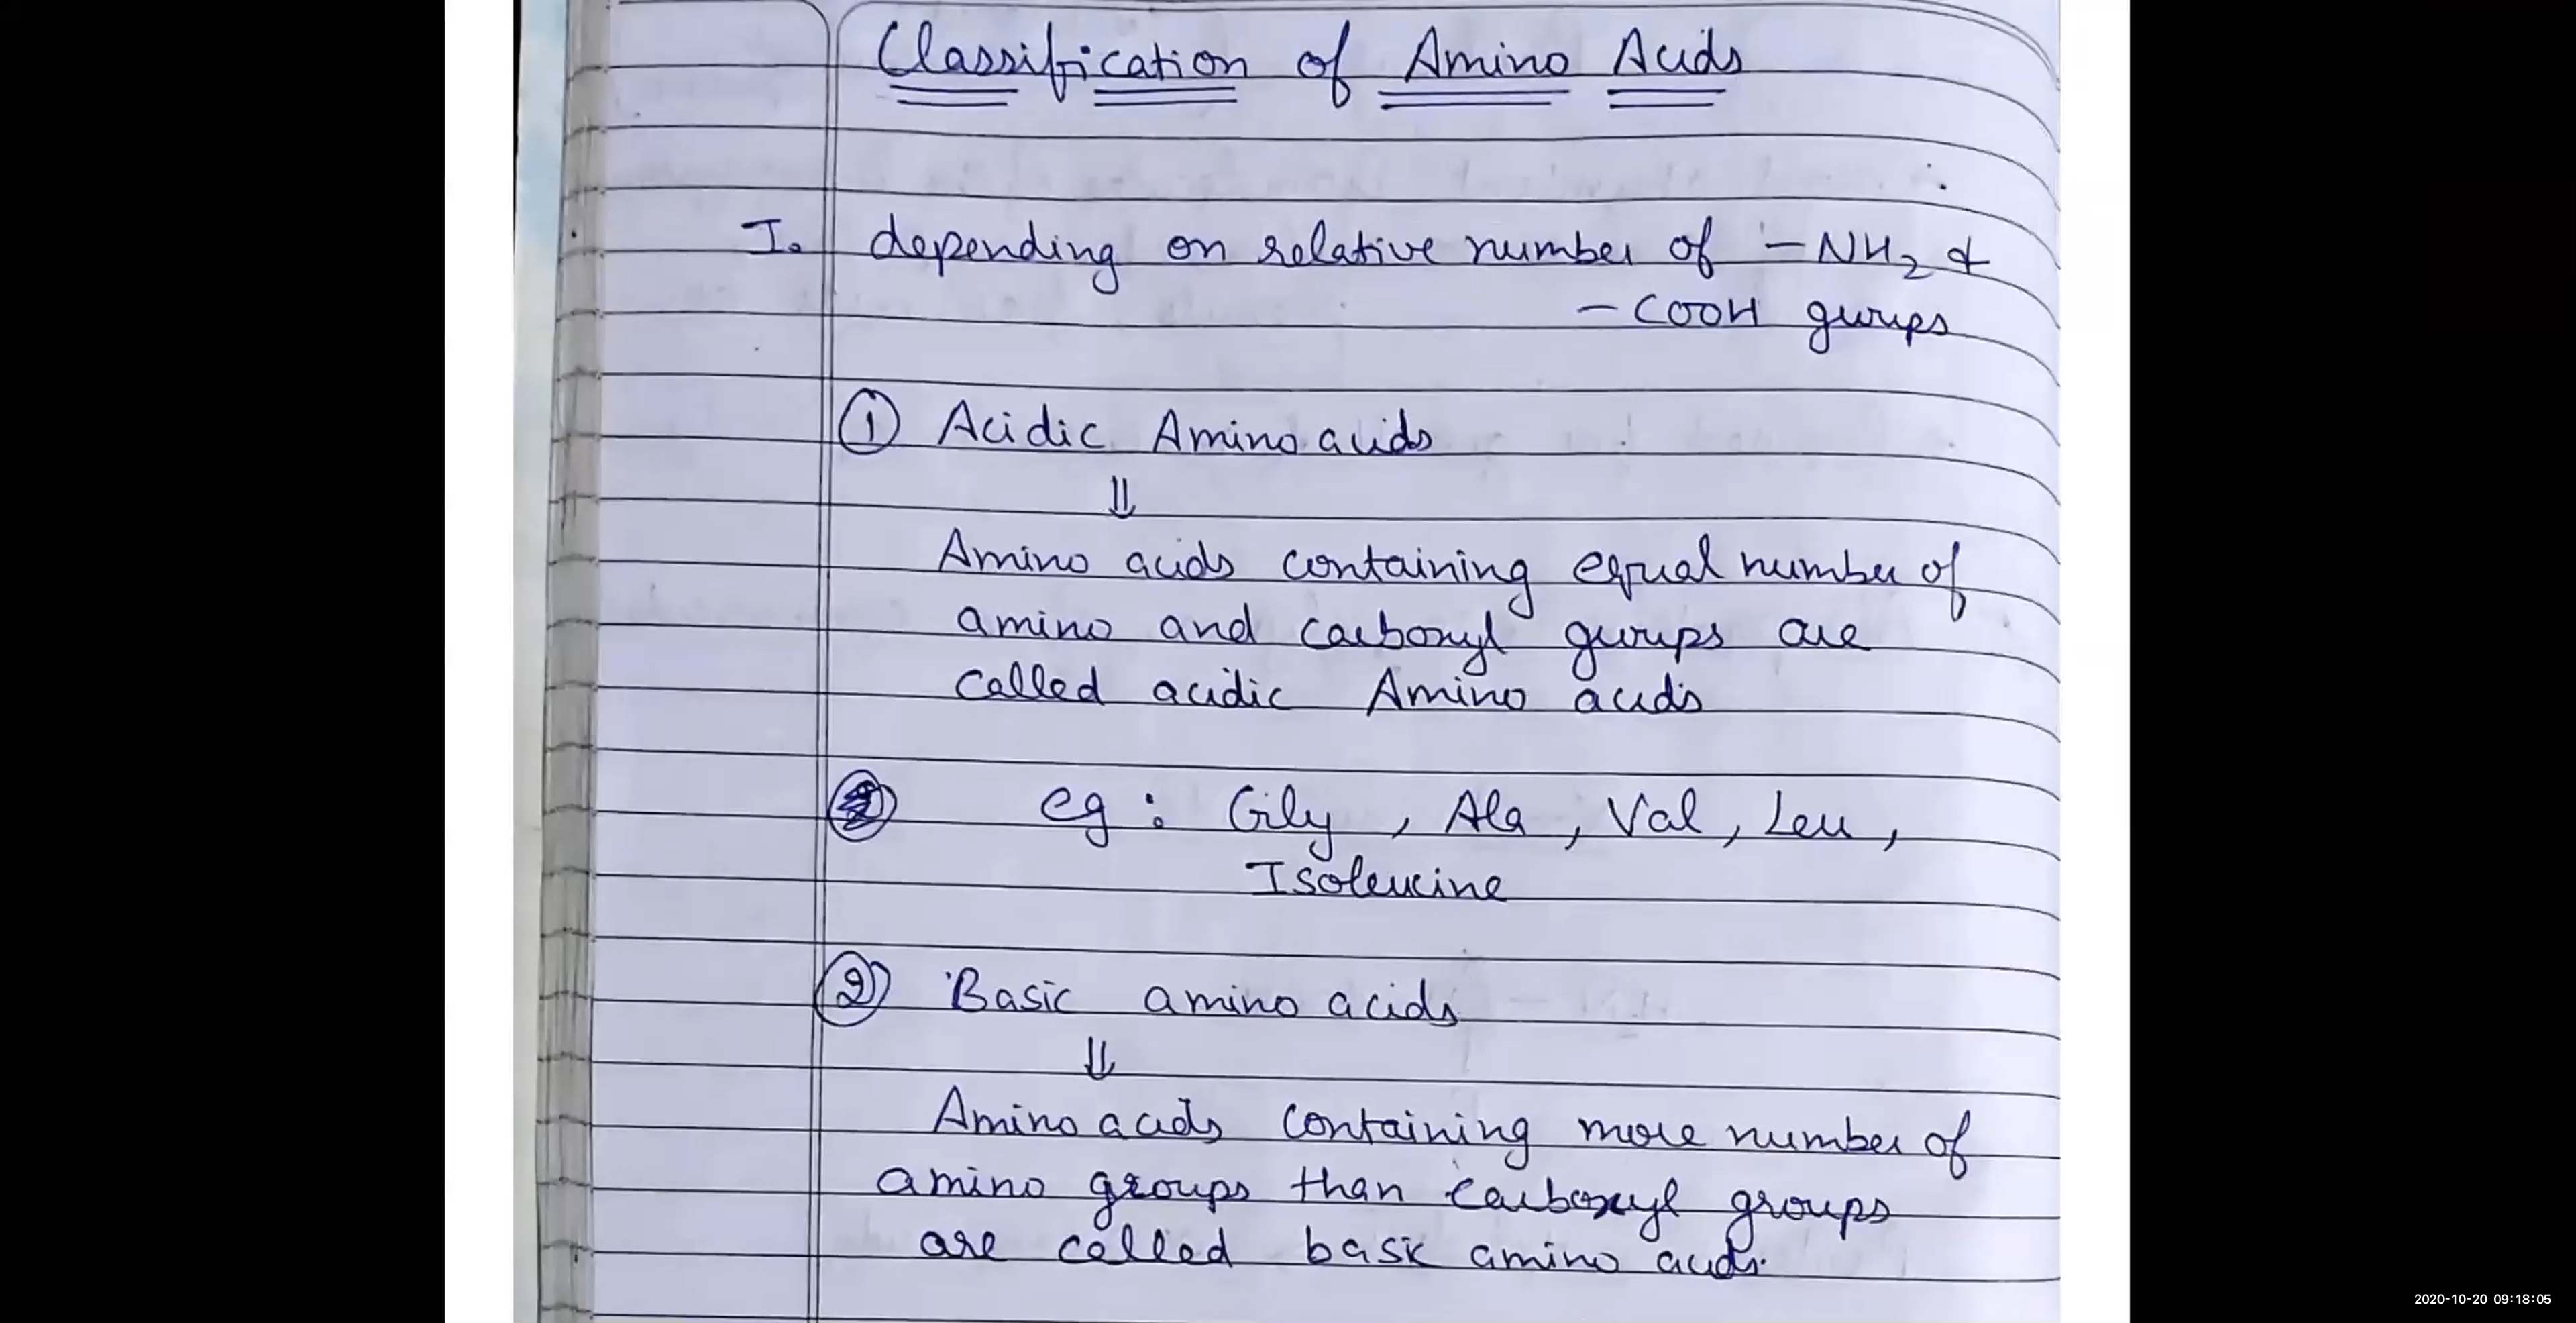 Classification of Amino Acids
I. depending on relative number of -NH2 &
-COOH groups
① Acidic Amino acids
⇓
Amino acids containing equal number of
amino and carboxyl groups are
called acidic Amino acids
eg : Gly , Ala , Val , Leu ,
Isoleucine
② Basic amino acids
⇓
Amino acids containing more number of
amino groups than carboxyl groups
are called basic amino acids.
2020-10-20 09:18:05